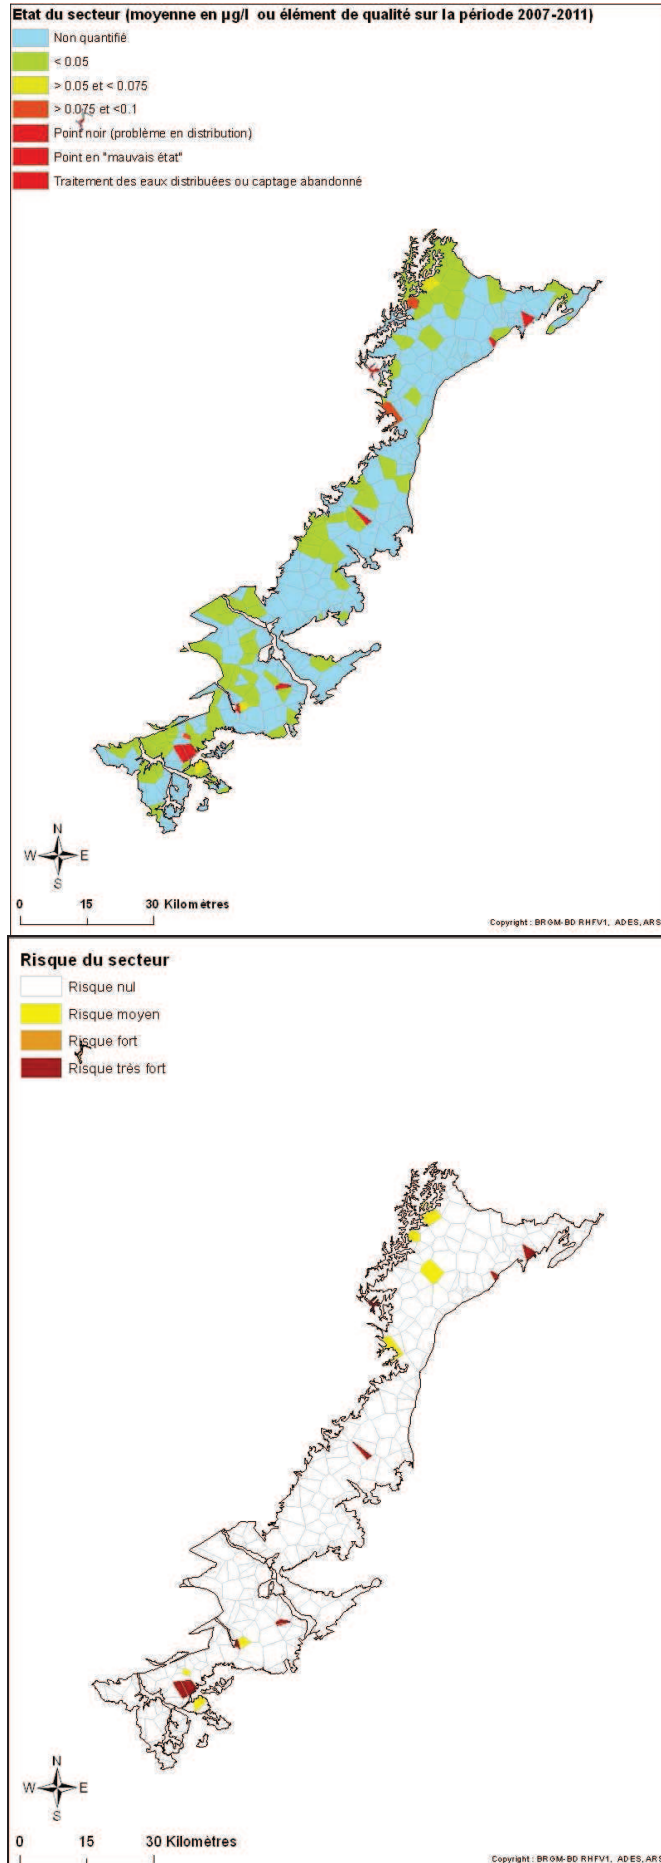 Etat du secteur (moyenne en µg/l ou élément de qualité sur la période 2007-2011)
Non quantifié
< 0.05
> 0.05 et < 0.075
> 0.075 et <0.1
Point noir (problème en distribution)
Point en "mauvais état"
Traitement des eaux distribuées ou captage abandonné
N
W E
S
0 15 30 Kilomètres
Copyright : BRGM-BD RHFV1, ADES, ARS
Risque du secteur
Risque nul
Risque moyen
Risque fort
Risque très fort
N
W E
S
0 15 30 Kilomètres
Copyright : BRGM-BD RHFV1, ADES, ARS